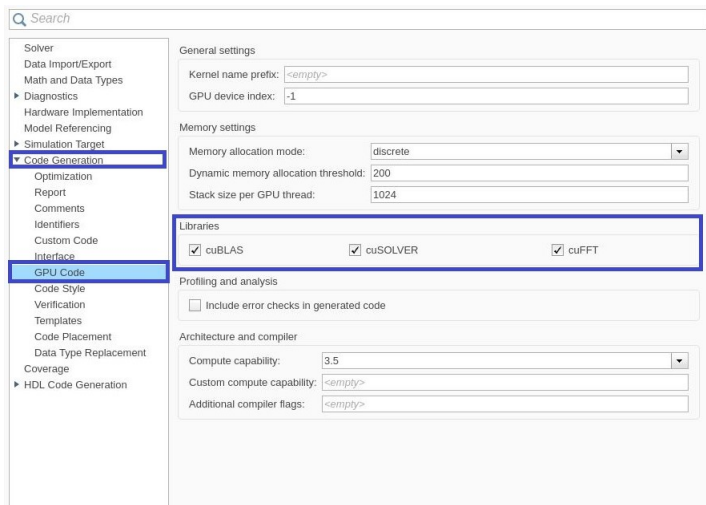 Search
Solver
Data Import/Export
Math and Data Types
Diagnostics
Hardware Implementation
Model Referencing
Simulation Target
Code Generation
Optimization
Report
Comments
Identifiers
Custom Code
Interface
GPU Code
Code Style
Verification
Templates
Code Placement
Data Type Replacement
Coverage
HDL Code Generation
General settings
Kernel name prefix: <empty>
GPU device index: -1
Memory settings
Memory allocation mode: discrete
Dynamic memory allocation threshold: 200
Stack size per GPU thread: 1024
Libraries
cuBLAS cuSOLVER cuFFT
Profiling and analysis
Include error checks in generated code
Architecture and compiler
Compute capability: 3.5
Custom compute capability: <empty>
Additional compiler flags: <empty>